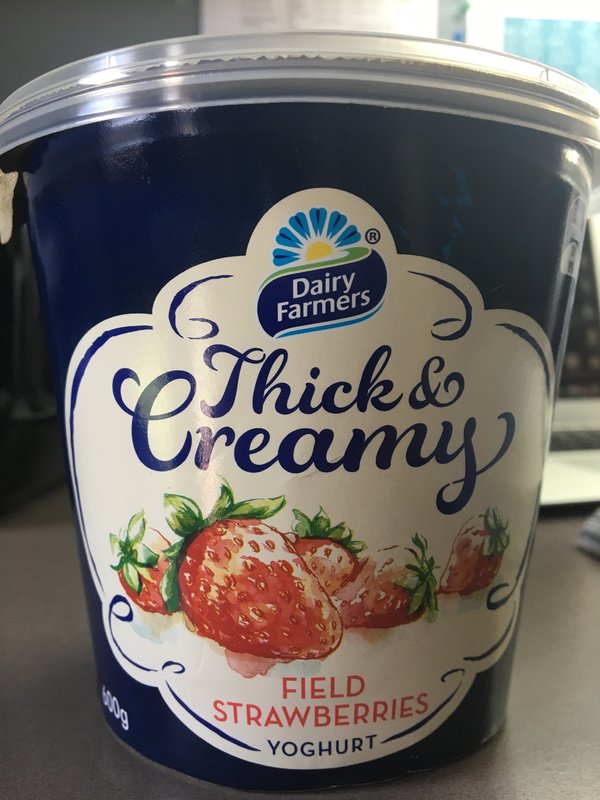 ®
Dairy
Farmers
Thick &
Creamy
FIELD
STRAWBERRIES
YOGHURT
600g